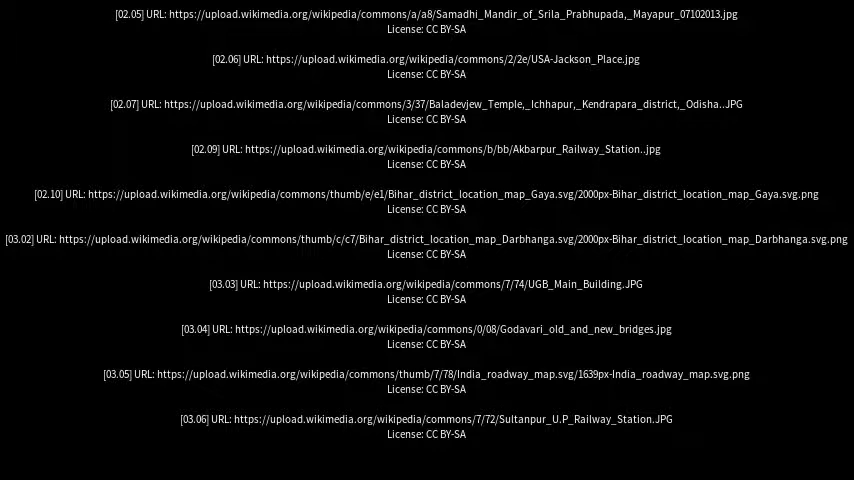 [02.05] URL: https://upload.wikimedia.org/wikipedia/commons/a/a8/Samadhi_Mandir_of_Srila_Prabhupada,_Mayapur_07102013.jpg
License: CC BY-SA
[02.06] URL: https://upload.wikimedia.org/wikipedia/commons/2/2e/USA-Jackson_Place.jpg
License: CC BY-SA
[02.07] URL: https://upload.wikimedia.org/wikipedia/commons/3/37/Baladevjew_Temple,_Ichhapur,_Kendrapara_district,_Odisha..JPG
License: CC BY-SA
[02.09] URL: https://upload.wikimedia.org/wikipedia/commons/b/bb/Akbarpur_Railway_Station..jpg
License: CC BY-SA
[02.10] URL: https://upload.wikimedia.org/wikipedia/commons/thumb/e/e1/Bihar_district_location_map_Gaya.svg/2000px-Bihar_district_location_map_Gaya.svg.png
License: CC BY-SA
[03.02] URL: https://upload.wikimedia.org/wikipedia/commons/thumb/c/c7/Bihar_district_location_map_Darbhanga.svg/2000px-Bihar_district_location_map_Darbhanga.svg.png
License: CC BY-SA
[03.03] URL: https://upload.wikimedia.org/wikipedia/commons/7/74/UGB_Main_Building.JPG
License: CC BY-SA
[03.04] URL: https://upload.wikimedia.org/wikipedia/commons/0/08/Godavari_old_and_new_bridges.jpg
License: CC BY-SA
[03.05] URL: https://upload.wikimedia.org/wikipedia/commons/thumb/7/78/India_roadway_map.svg/1639px-India_roadway_map.svg.png
License: CC BY-SA
[03.06] URL: https://upload.wikimedia.org/wikipedia/commons/7/72/Sultanpur_U.P_Railway_Station.JPG
License: CC BY-SA